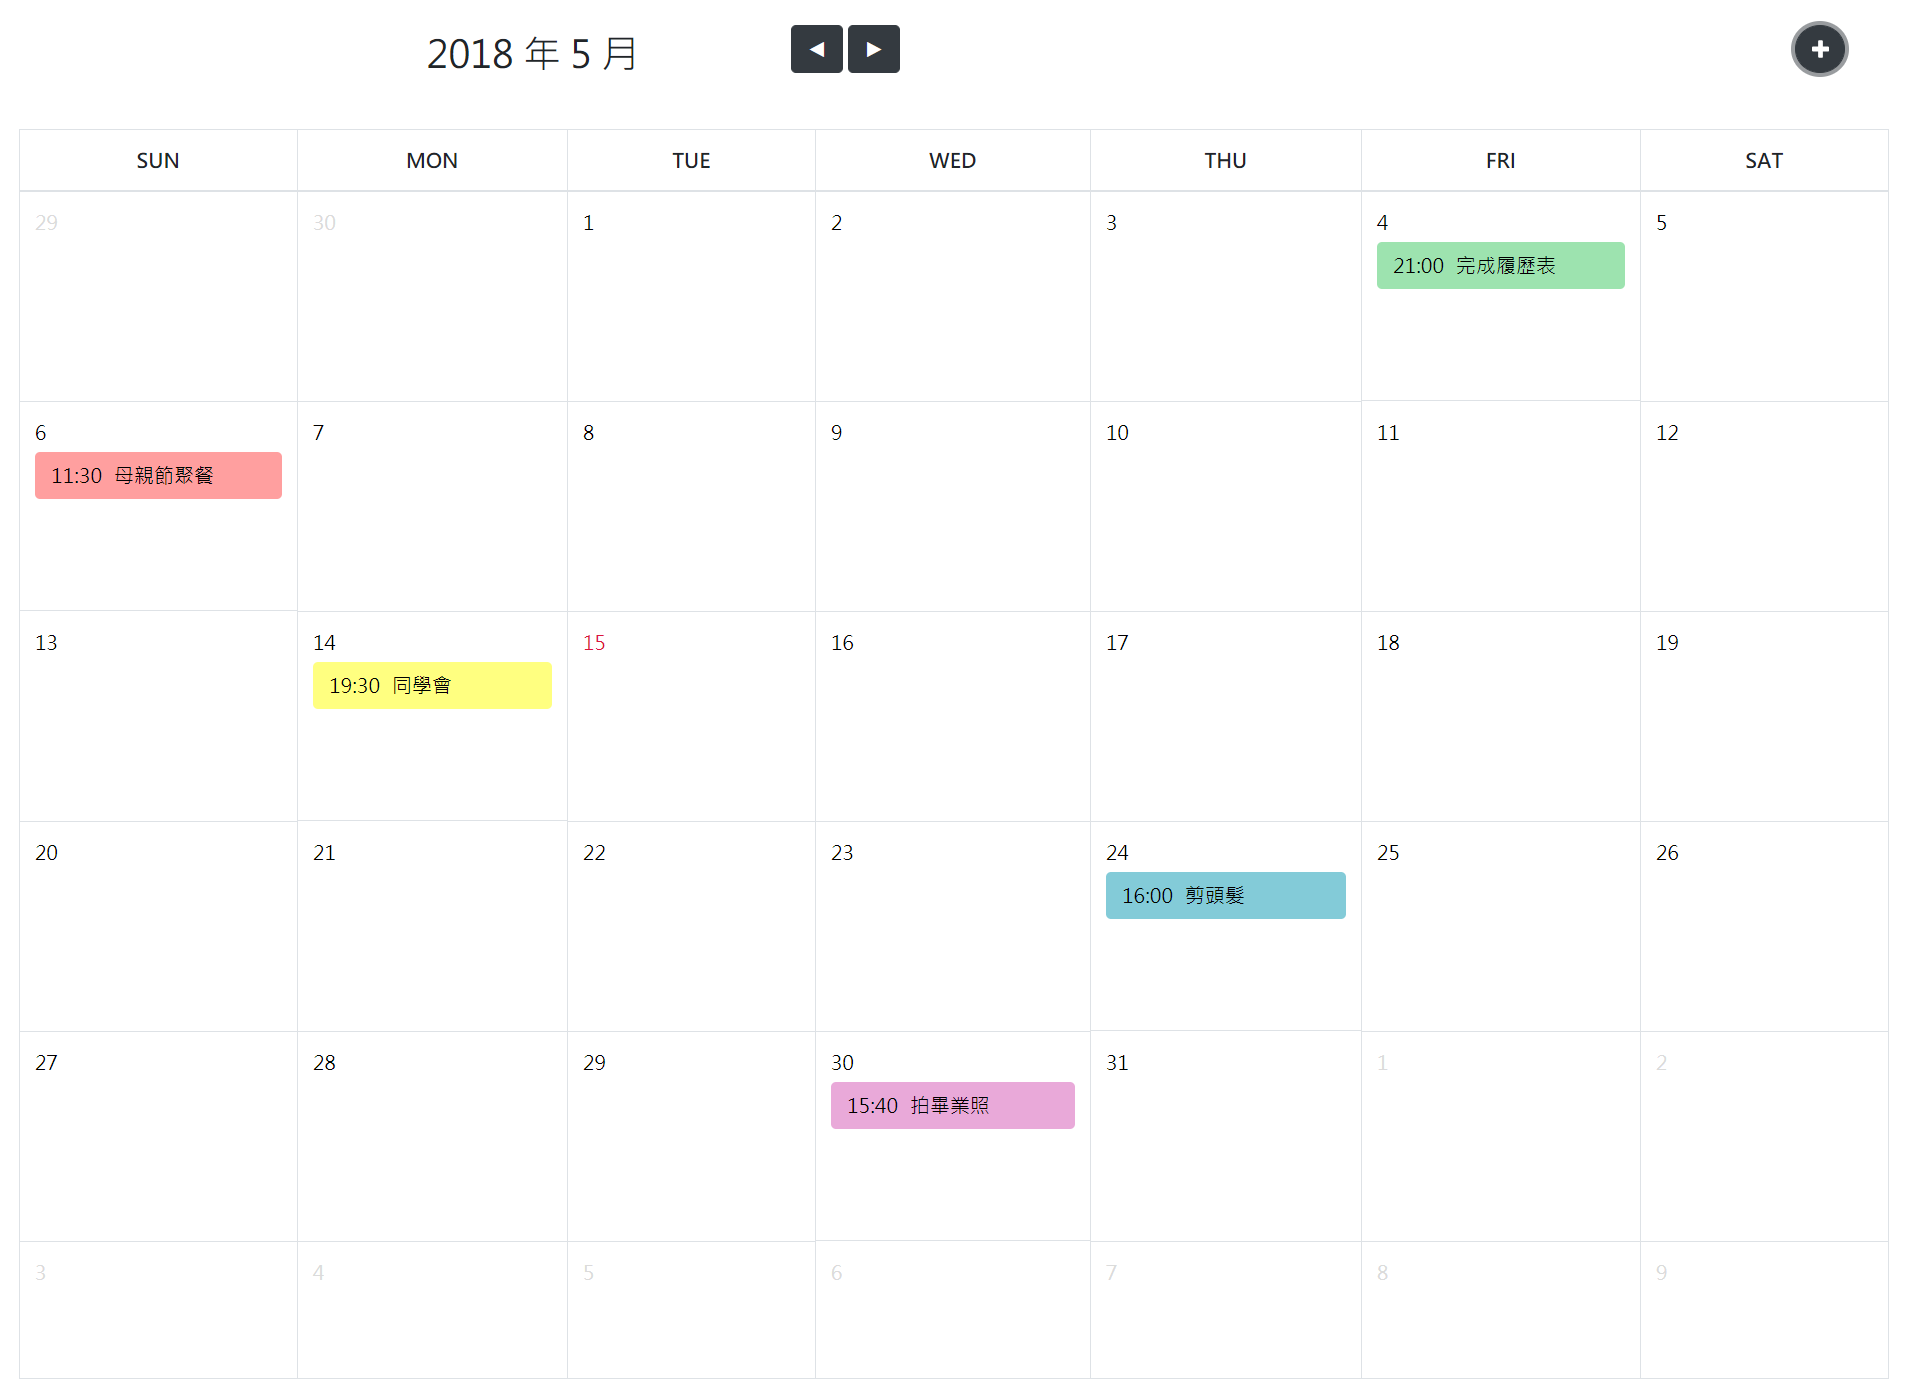 2018 年 5 月
SUN MON TUE WED THU FRI SAT
29 30 1 2 3 4 5
21:00 完成履歷表
6 7 8 9 10 11 12
11:30 母親節聚餐
13 14 15 16 17 18 19
19:30 同學會
20 21 22 23 24 25 26
16:00 剪頭髮
27 28 29 30 31 1 2
15:40 拍畢業照
3 4 5 6 7 8 9